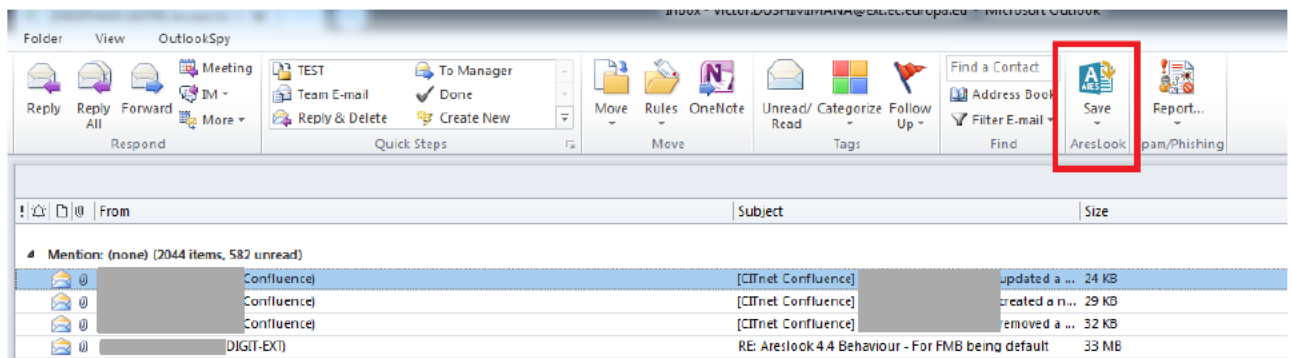 Inbox - Victor.DUSHIMIMANA@ext.ec.europa.eu - Microsoft Outlook
Folder View OutlookSpy
Reply Reply All Forward Meeting IM More
Respond
TEST To Manager
Team E-mail Done
Reply & Delete Create New
Quick Steps
Move Rules OneNote
Move
Unread/ Read Categorize Follow Up
Tags
Find a Contact
Address Book
Filter E-mail
Find
ARES
Save
AresLook
Report...
pam/Phishing
! From Subject Size
Mention: (none) (2044 items, 582 unread)
Confluence) [CITnet Confluence] updated a ... 24 KB
Confluence) [CITnet Confluence] created a n... 29 KB
Confluence) [CITnet Confluence] removed a ... 32 KB
DIGIT-EXT) RE: Areslook 4.4 Behaviour - For FMB being default 33 MB